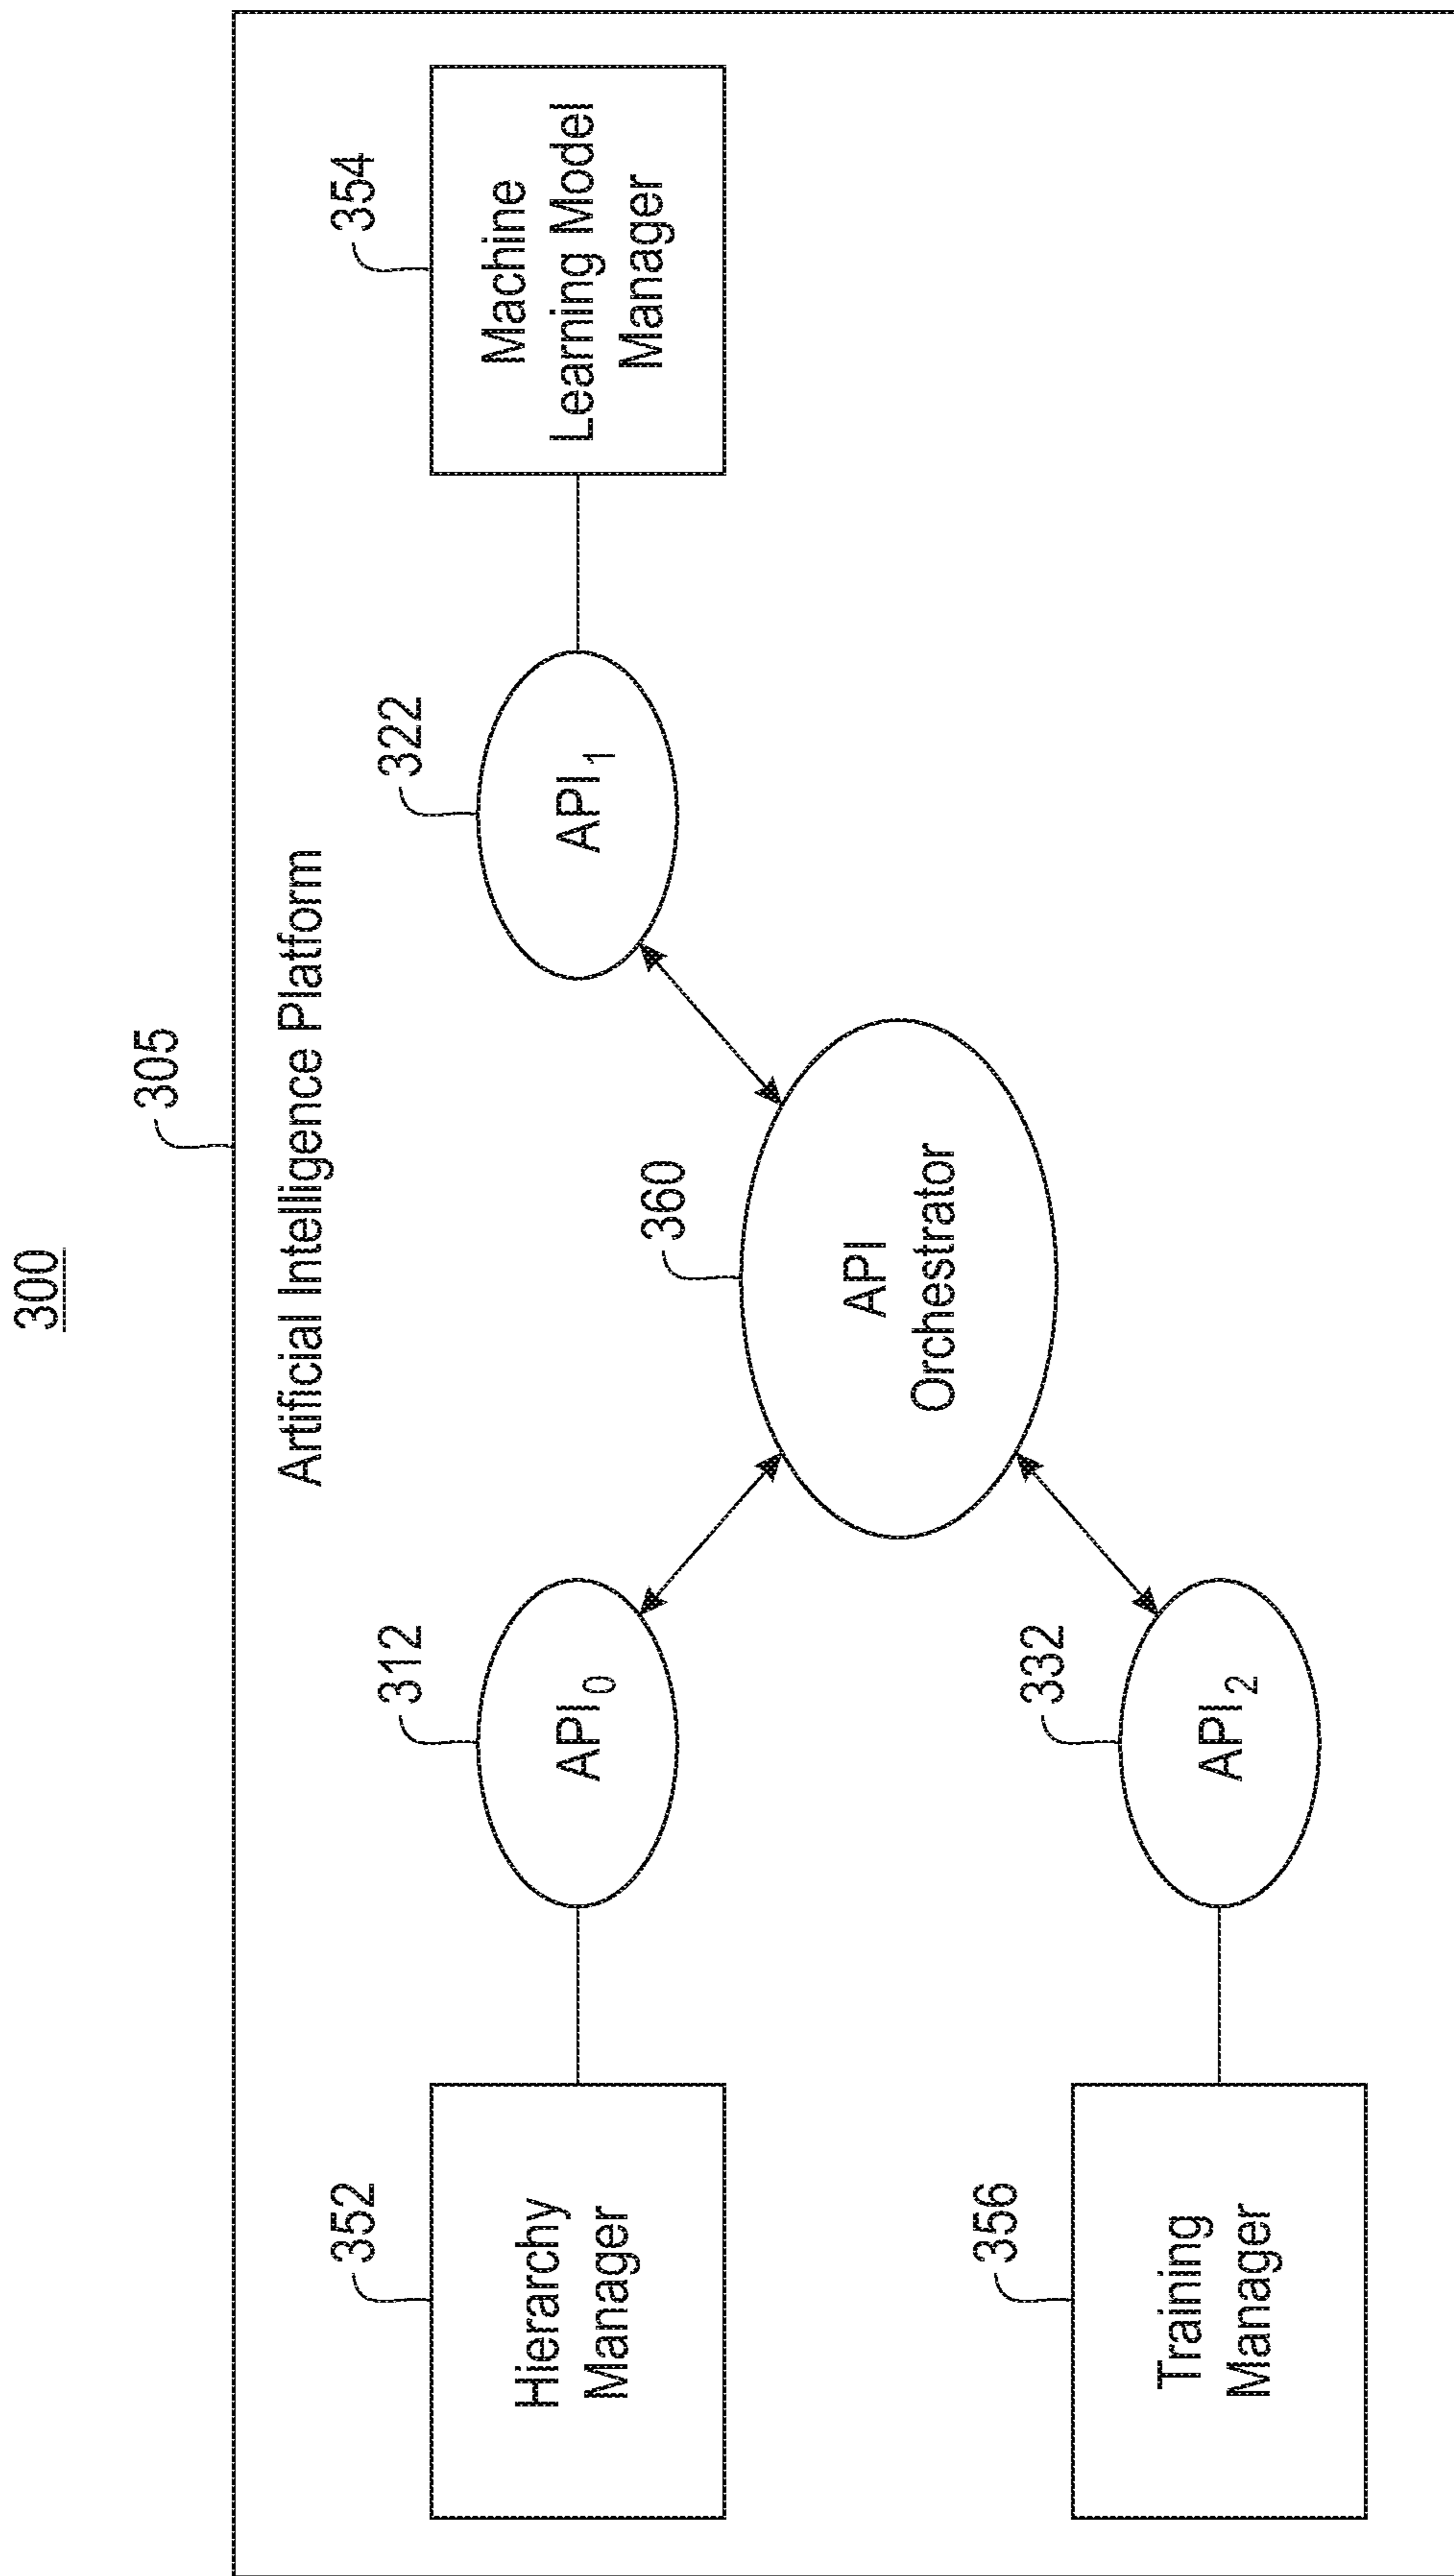 300
305
Artificial Intelligence Platform
352
Hierarchy
Manager
312
API₀
322
API₁
354
Machine
Learning Model
Manager
360
API
Orchestrator
356
Training
Manager
332
API₂